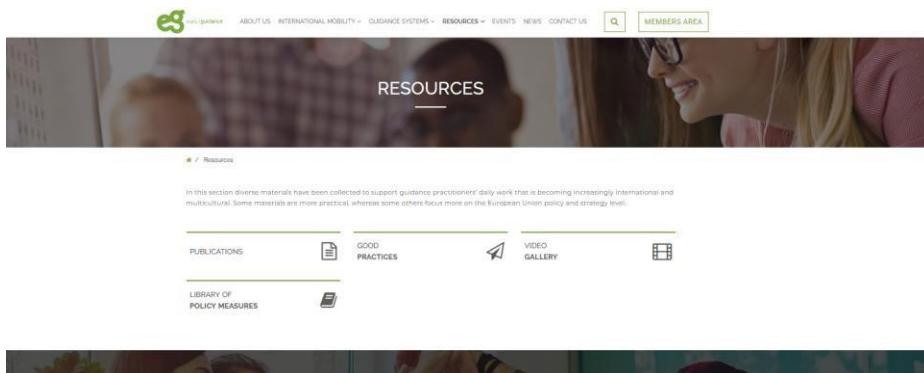 eg euroguidance ABOUT US INTERNATIONAL MOBILITY GUIDANCE SYSTEMS RESOURCES EVENTS NEWS CONTACT US MEMBERS AREA
RESOURCES
/ Resources
In this section diverse materials have been collected to support guidance practitioners' daily work that is becoming increasingly international and
multicultural. Some materials are more practical, whereas some others focus more on the European Union policy and strategy level.
PUBLICATIONS
GOOD
PRACTICES
VIDEO
GALLERY
LIBRARY OF
POLICY MEASURES